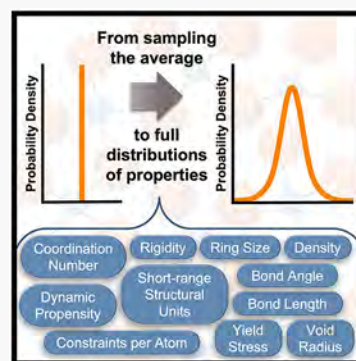 From sampling
the average
to full
distributions
of properties
Probability Density
Probability Density
Coordination
Number
Rigidity
Ring Size
Density
Dynamic
Propensity
Short-range
Structural
Units
Bond Angle
Bond Length
Constraints per Atom
Yield
Stress
Void
Radius